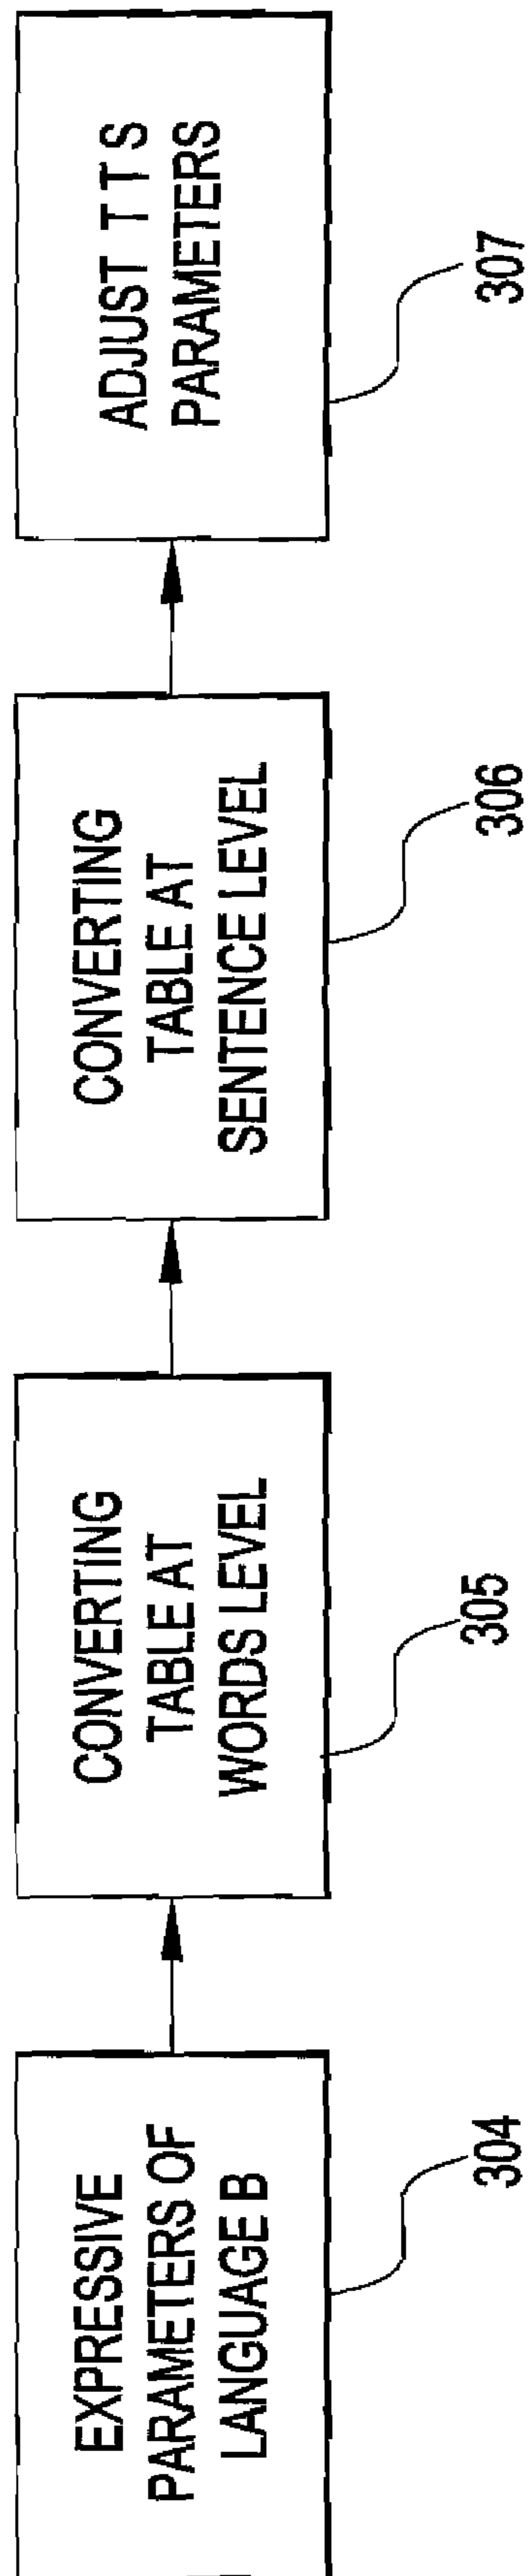 EXPRESSIVE
PARAMETERS OF
LANGUAGE B
304
CONVERTING
TABLE AT
WORDS LEVEL
305
CONVERTING
TABLE AT
SENTENCE LEVEL
306
ADJUST T T S
PARAMETERS
307